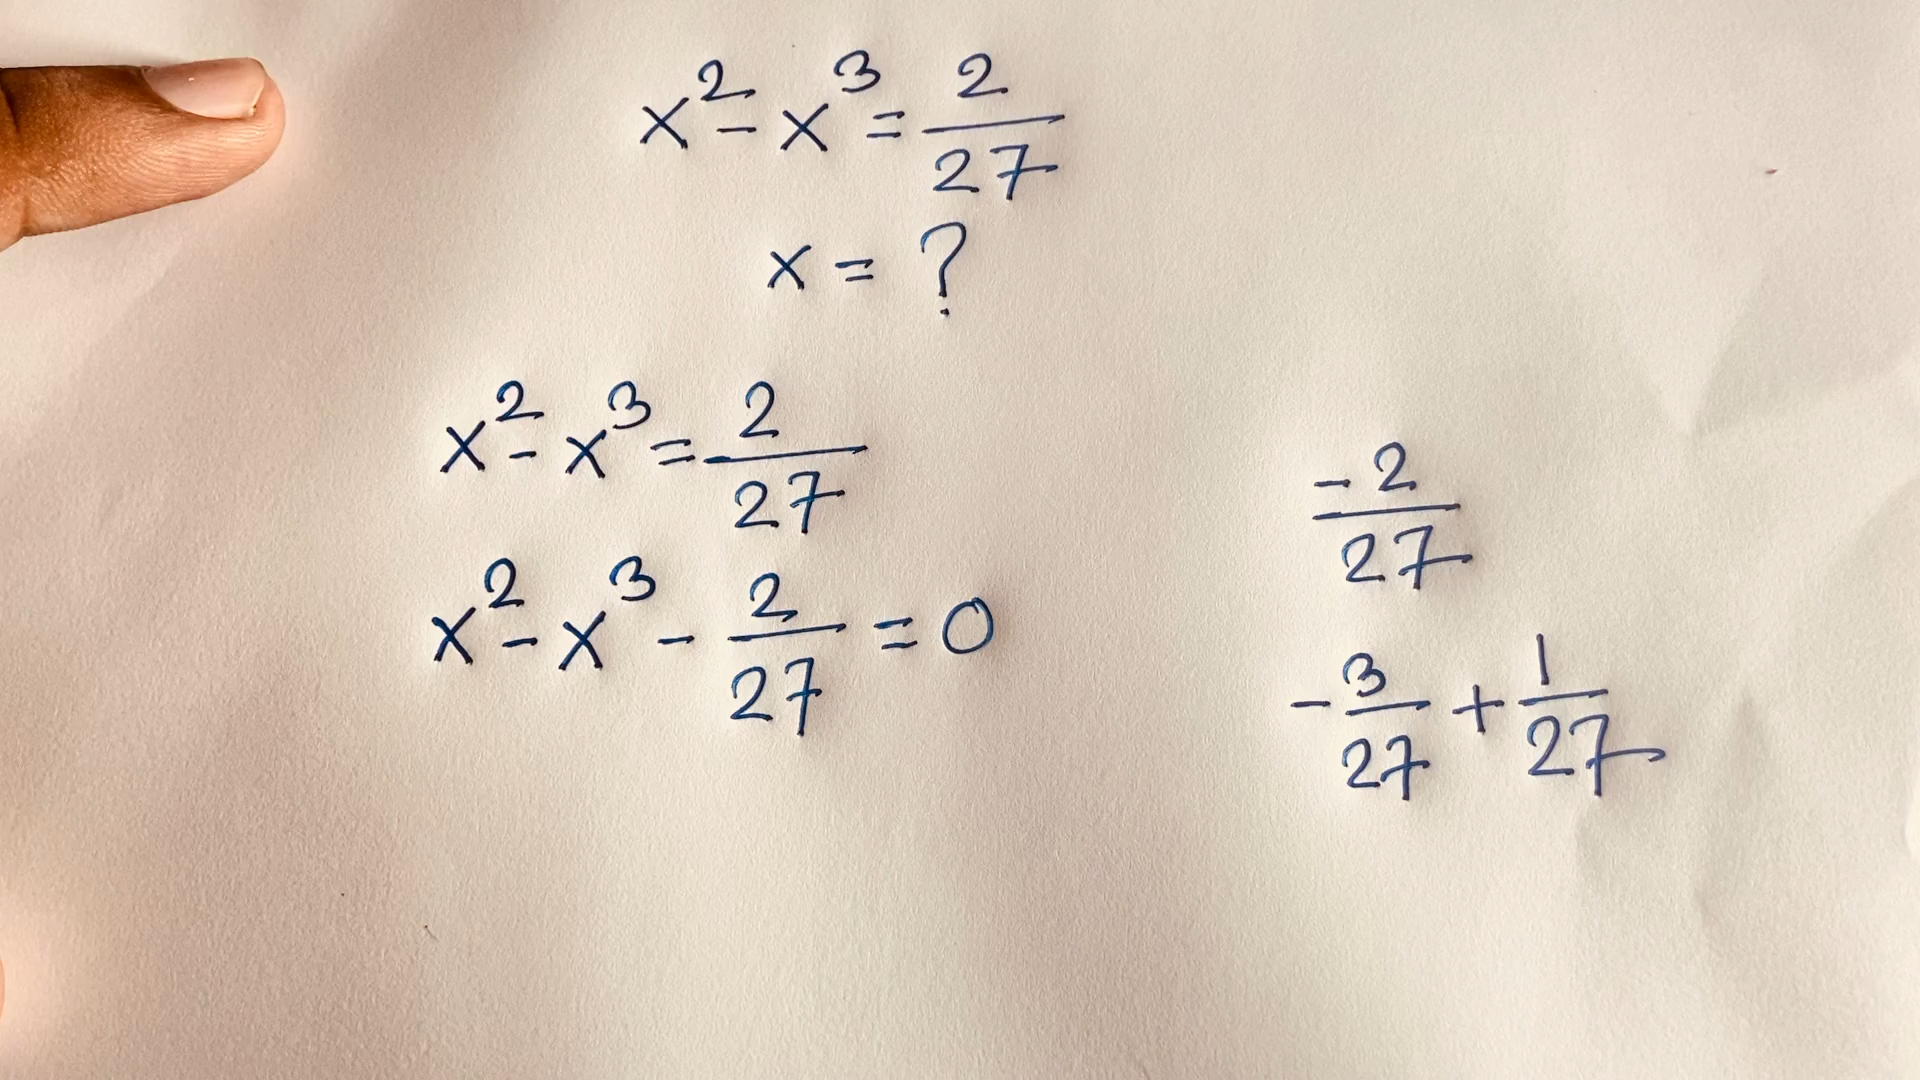 x² - x³ = 2/27
x = ?
x² - x³ = 2/27
x² - x³ - 2/27 = 0
-2/27
-3/27 + 1/27